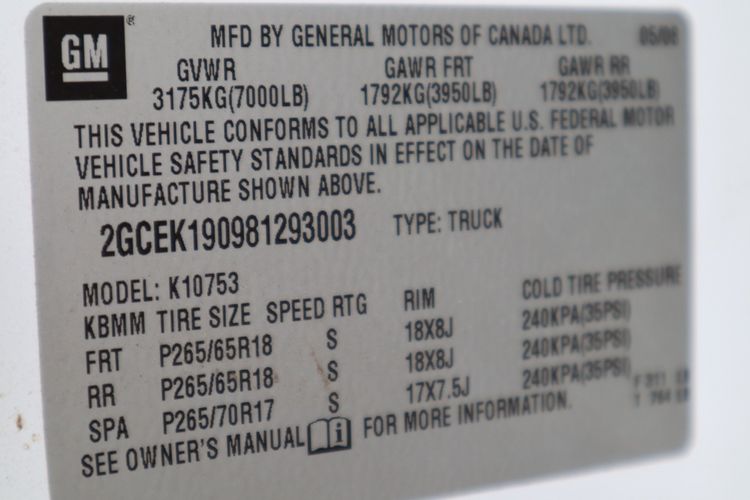 GM®
MFD BY GENERAL MOTORS OF CANADA LTD. 05/08
GVWR GAWR FRT GAWR RR
3175KG(7000LB) 1792KG(3950LB) 1792KG(3950LB)
THIS VEHICLE CONFORMS TO ALL APPLICABLE U.S. FEDERAL MOTOR
VEHICLE SAFETY STANDARDS IN EFFECT ON THE DATE OF
MANUFACTURE SHOWN ABOVE.
2GCEK190981293003 TYPE: TRUCK
MODEL: K10753
KBMM TIRE SIZE SPEED RTG RIM COLD TIRE PRESSURE
FRT P265/65R18 S 18X8J 240KPA(35PSI)
RR P265/65R18 S 18X8J 240KPA(35PSI)
SPA P265/70R17 S 17X7.5J 240KPA(35PSI)
SEE OWNER'S MANUAL i FOR MORE INFORMATION.